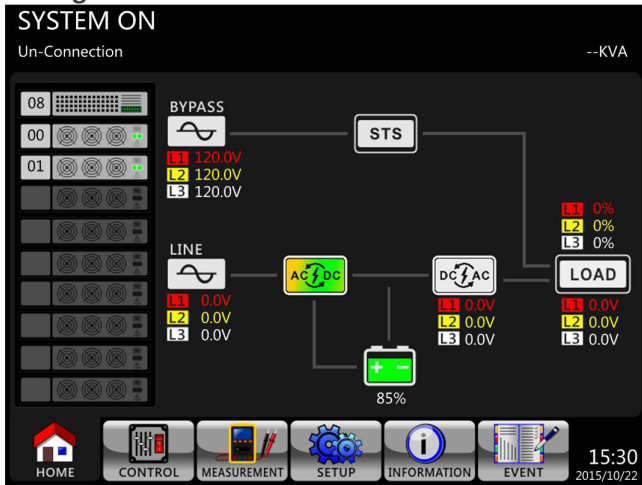 SYSTEM ON
Un-Connection
--KVA
08
00
01
BYPASS
L1 120.0V
L2 120.0V
L3 120.0V
STS
LINE
L1 0.0V
L2 0.0V
L3 0.0V
AC DC
DC AC
L1 0.0V
L2 0.0V
L3 0.0V
L1 0%
L2 0%
L3 0%
LOAD
L1 0.0V
L2 0.0V
L3 0.0V
+ −
85%
HOME
CONTROL
MEASUREMENT
SETUP
INFORMATION
EVENT
15:30
2015/10/22